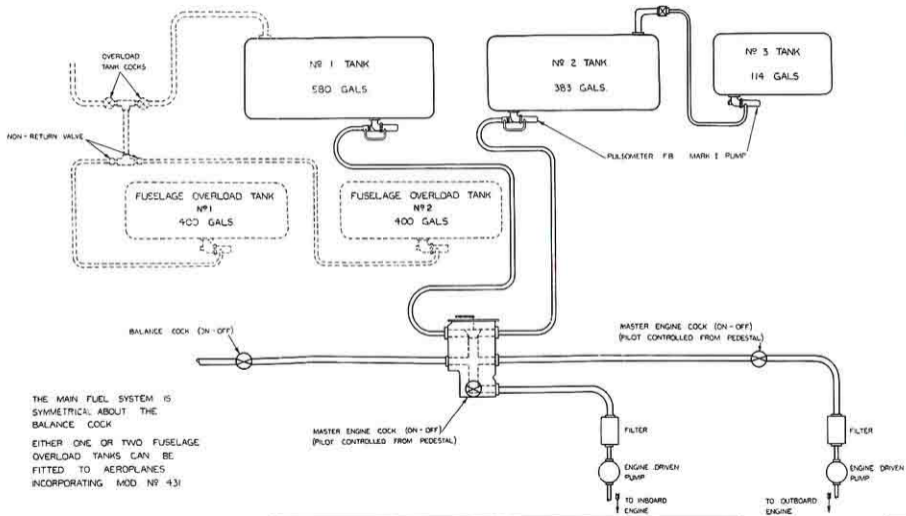 OVERLOAD
TANK COCKS
Nº 1 TANK
580 GALS
Nº 2 TANK
383 GALS.
Nº 3 TANK
114 GALS
NON-RETURN VALVE
PULSOMETER F.B. MARK I PUMP
FUSELAGE OVERLOAD TANK
Nº1
400 GALS
FUSELAGE OVERLOAD TANK
Nº2
400 GALS
BALANCE COCK (ON-OFF)
MASTER ENGINE COCK (ON-OFF)
(PILOT CONTROLLED FROM PEDESTAL)
THE MAIN FUEL SYSTEM IS
SYMMETRICAL ABOUT THE
BALANCE COCK
EITHER ONE OR TWO FUSELAGE
OVERLOAD TANKS CAN BE
FITTED TO AEROPLANES
INCORPORATING MOD Nº 431
MASTER ENGINE COCK (ON-OFF)
(PILOT CONTROLLED FROM PEDESTAL)
FILTER
ENGINE DRIVEN
PUMP
TO INBOARD
ENGINE
FILTER
ENGINE DRIVEN
PUMP
TO OUTBOARD
ENGINE